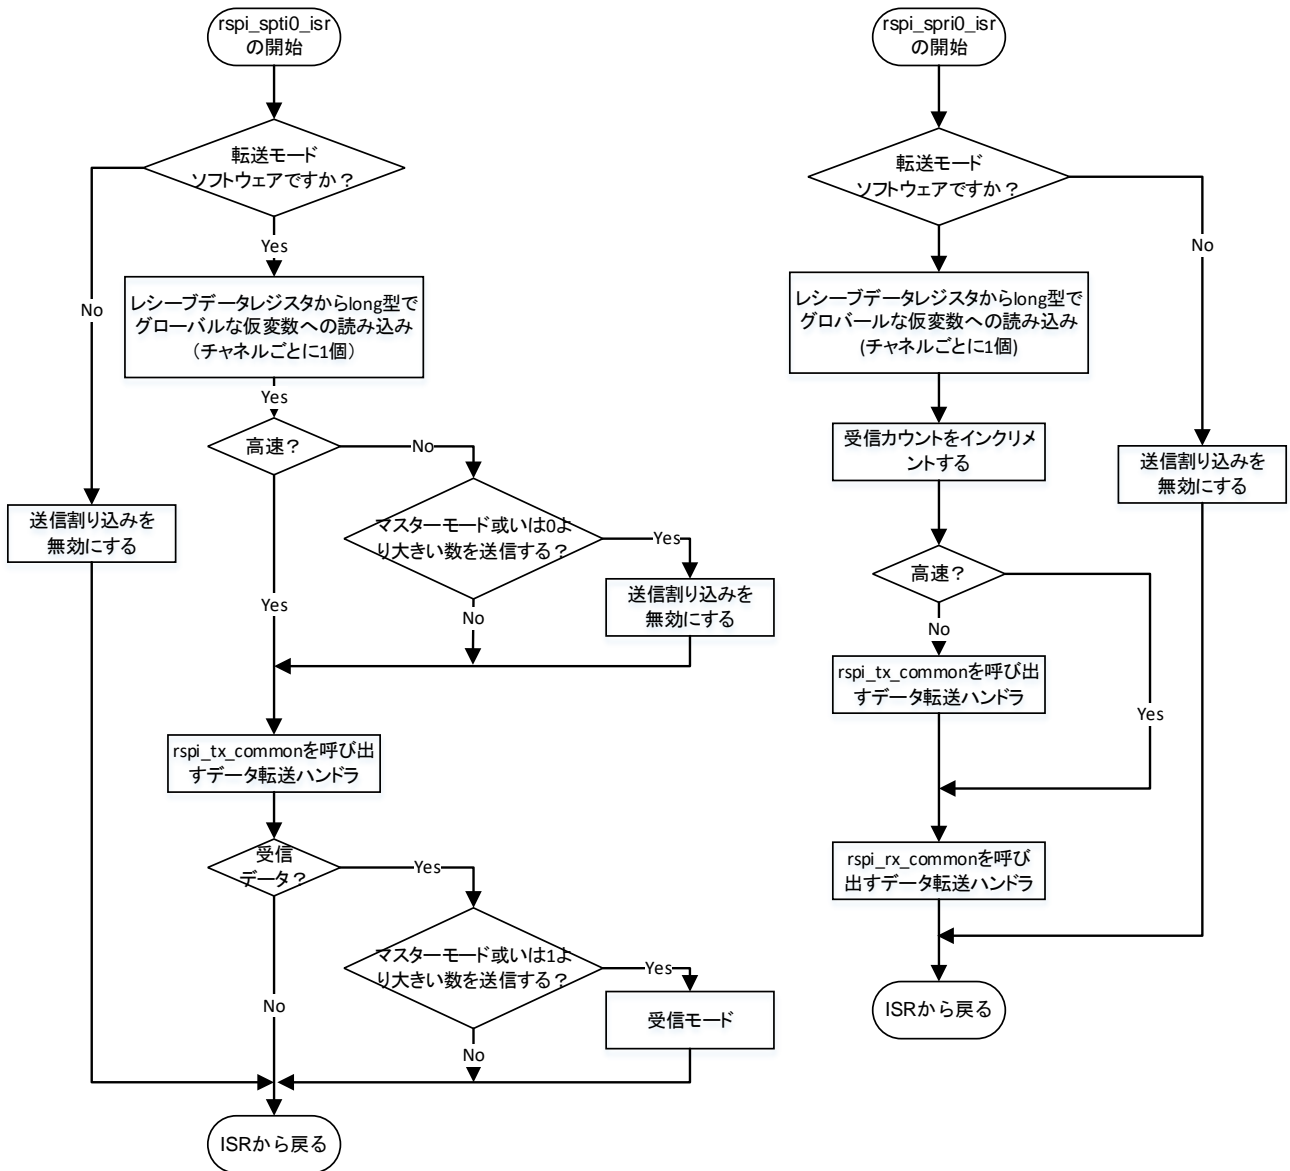 rspi_spti0_isr
の開始
転送モード
ソフトウェアですか？
Yes
No
レシーブデータレジスタからlong型で
グローバルな仮変数への読み込み
（チャネルごとに1個）
Yes
高速？
No
マスターモード或いは0よ
り大きい数を送信する？
Yes
送信割り込みを
無効にする
送信割り込みを
無効にする
Yes
No
rspi_tx_commonを呼び出
すデータ転送ハンドラ
受信
データ？
Yes
マスターモード或いは1よ
り大きい数を送信する？
Yes
受信モード
No
No
ISRから戻る
rspi_spri0_isr
の開始
転送モード
ソフトウェアですか？
No
レシーブデータレジスタからlong型で
グロバールな仮変数への読み込み
(チャネルごとに1個)
受信カウントをインクリメ
ントする
送信割り込みを
無効にする
高速？
No
rspi_tx_commonを呼び出
すデータ転送ハンドラ
Yes
rspi_rx_commonを呼び
出すデータ転送ハンドラ
ISRから戻る